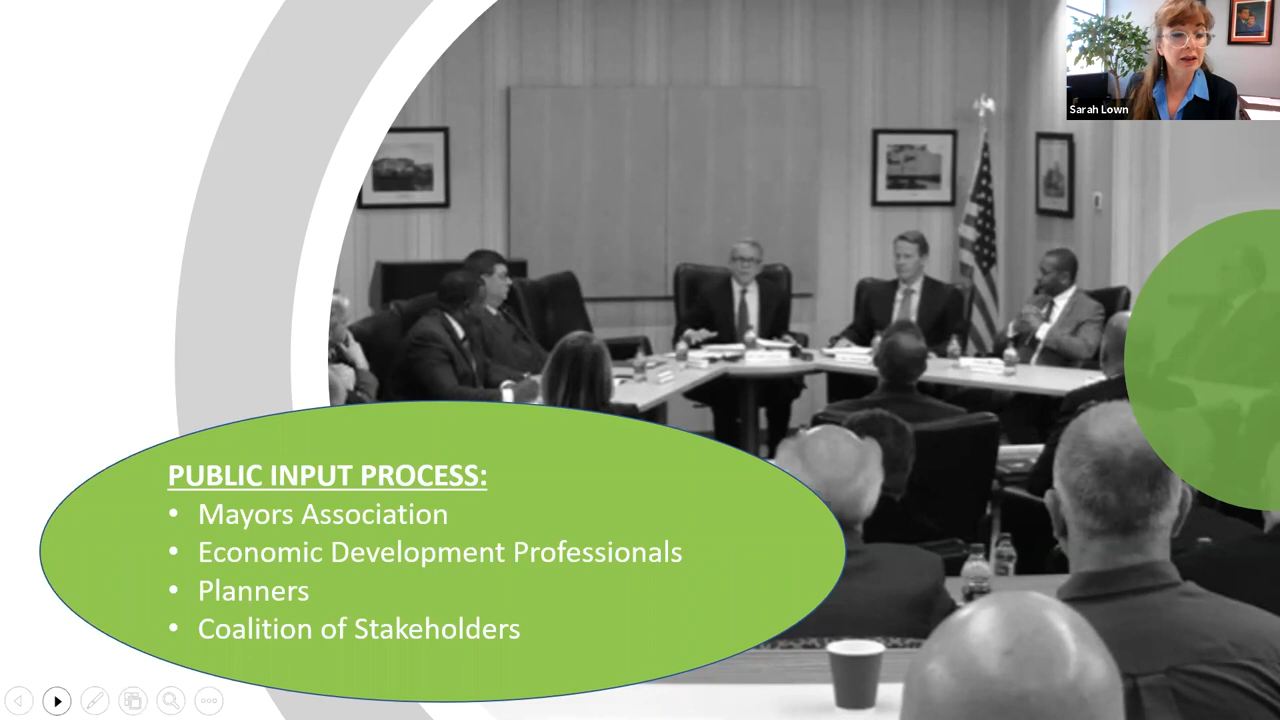 Sarah Lown
PUBLIC INPUT PROCESS:
• Mayors Association
• Economic Development Professionals
• Planners
• Coalition of Stakeholders